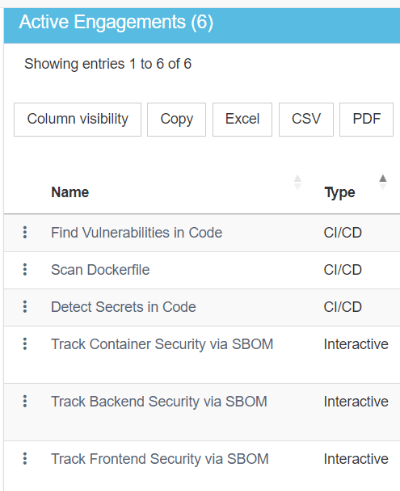 Active Engagements (6)
Showing entries 1 to 6 of 6
Column visibility Copy Excel CSV PDF
Name Type
Find Vulnerabilities in Code CI/CD
Scan Dockerfile CI/CD
Detect Secrets in Code CI/CD
Track Container Security via SBOM Interactive
Track Backend Security via SBOM Interactive
Track Frontend Security via SBOM Interactive